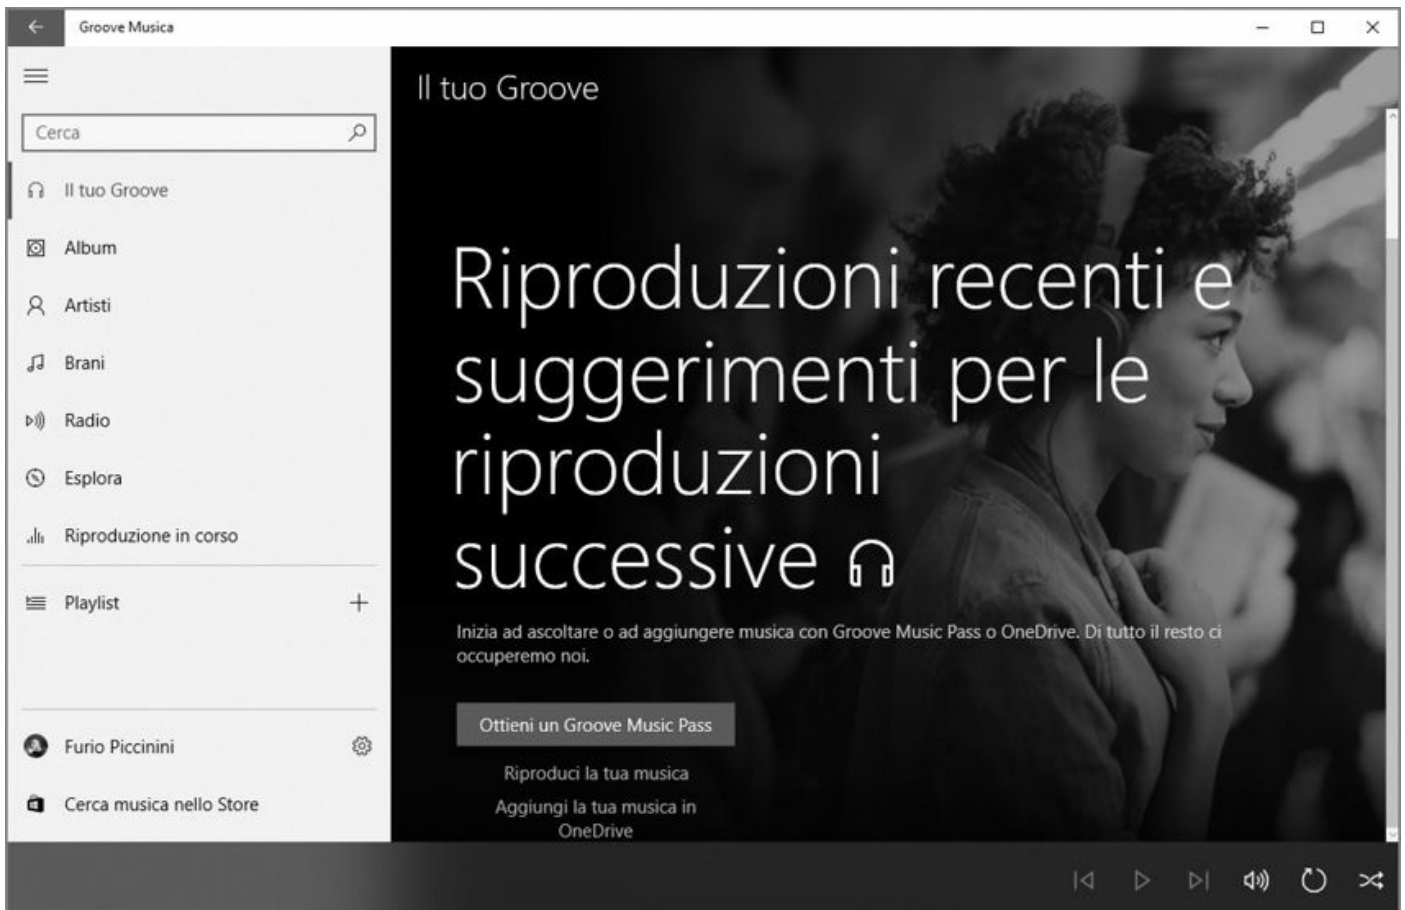 Groove Musica
Cerca
Il tuo Groove
Album
Artisti
Brani
Radio
Esplora
Riproduzione in corso
Playlist
Furio Piccinini
Cerca musica nello Store
Il tuo Groove
Riproduzioni recenti e
suggerimenti per le
riproduzioni
successive
Inizia ad ascoltare o ad aggiungere musica con Groove Music Pass o OneDrive. Di tutto il resto ci
occuperemo noi.
Ottieni un Groove Music Pass
Riproduci la tua musica
Aggiungi la tua musica in
OneDrive